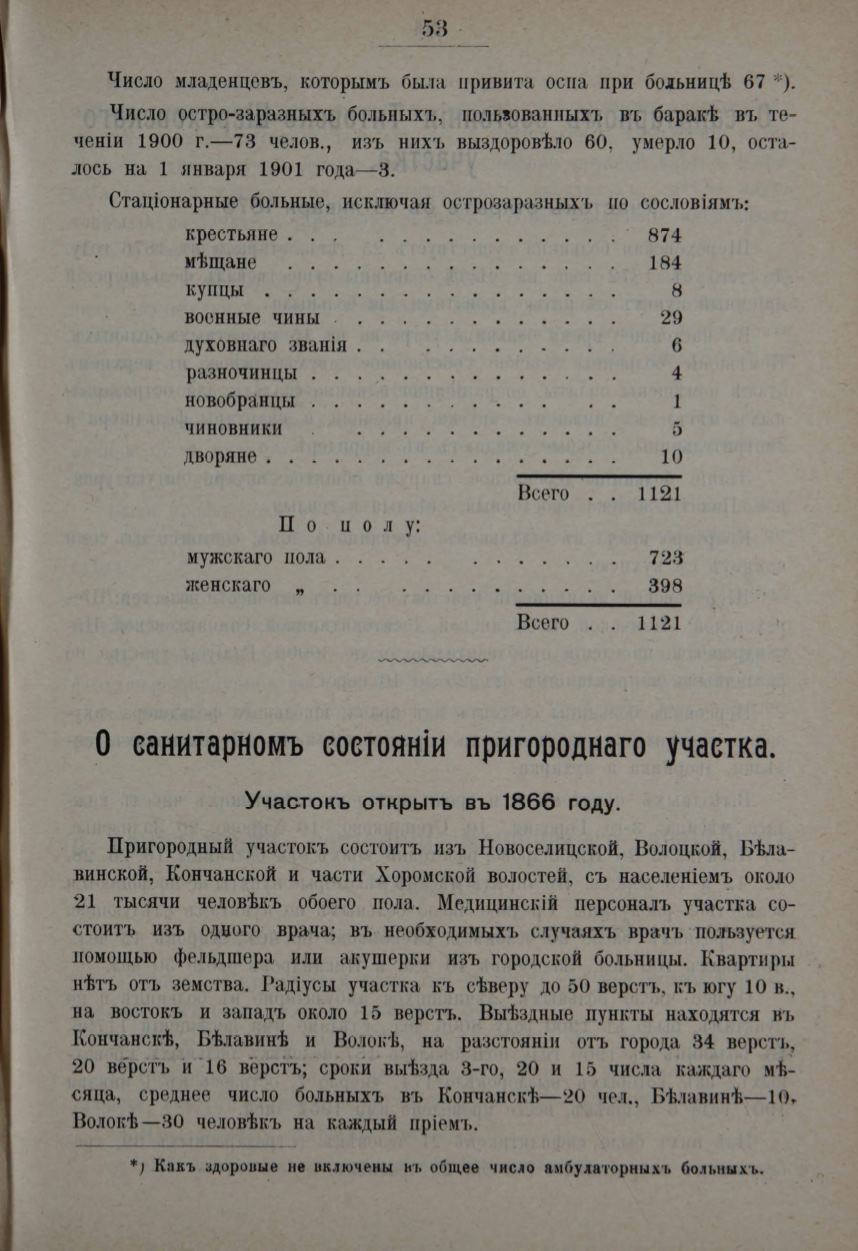 53
Число младенцевъ, которымъ была привита оспа при больницѣ 67 *).
Число остро-заразныхъ больныхъ, пользованныхъ въ баракѣ въ те-
ченіи 1900 г.—73 челов., изъ нихъ выздоровѣло 60, умерло 10, оста-
лось на 1 января 1901 года—3.
Стаціонарные больные, исключая острозаразныхъ по сословіямъ:
крестьяне . . . . . . . . . . . . . . 874
мѣщане . . . . . . . . . . . . . . . 184
купцы . . . . . . . . . . . . . . . . 8
военные чины . . . . . . . . . . . . 29
духовнаго званія . . . . . . . . . . . 6
разночинцы . . . . . . . . . . . . . . 4
новобранцы . . . . . . . . . . . . . 1
чиновники . . . . . . . . . . . . 5
дворяне . . . . . . . . . . . . . . . . 10
Всего . . 1121
По полу:
мужскаго пола . . . . . . . . . . . . 723
женскаго „ . . . . . . . . . . . . 398
Всего . . 1121
О санитарномъ состояніи пригороднаго участка.
Участокъ открытъ въ 1866 году.
Пригородный участокъ состоитъ изъ Новоселицской, Волоцкой, Бѣла-
винской, Кончанской и части Хоромской волостей, съ населеніемъ около
21 тысячи человѣкъ обоего пола. Медицинскій персоналъ участка со-
стоитъ изъ одного врача; въ необходимыхъ случаяхъ врачъ пользуется
помощью фельдшера или акушерки изъ городской больницы. Квартиры
нѣтъ отъ земства. Радіусы участка къ сѣверу до 50 верстъ, къ югу 10 в.,
на востокъ и западъ около 15 верстъ. Выѣздные пункты находятся въ
Кончанскѣ, Бѣлавинѣ и Волокѣ, на разстояніи отъ города 34 верстъ,
20 верстъ и 16 верстъ; сроки выѣзда 3-го, 20 и 15 числа каждаго мѣ-
сяца, среднее число больныхъ въ Кончанскѣ—20 чел., Бѣлавинѣ—10,
Волокѣ—30 человѣкъ на каждый пріемъ.
*) Какъ здоровые не включены въ общее число амбулаторныхъ больныхъ.